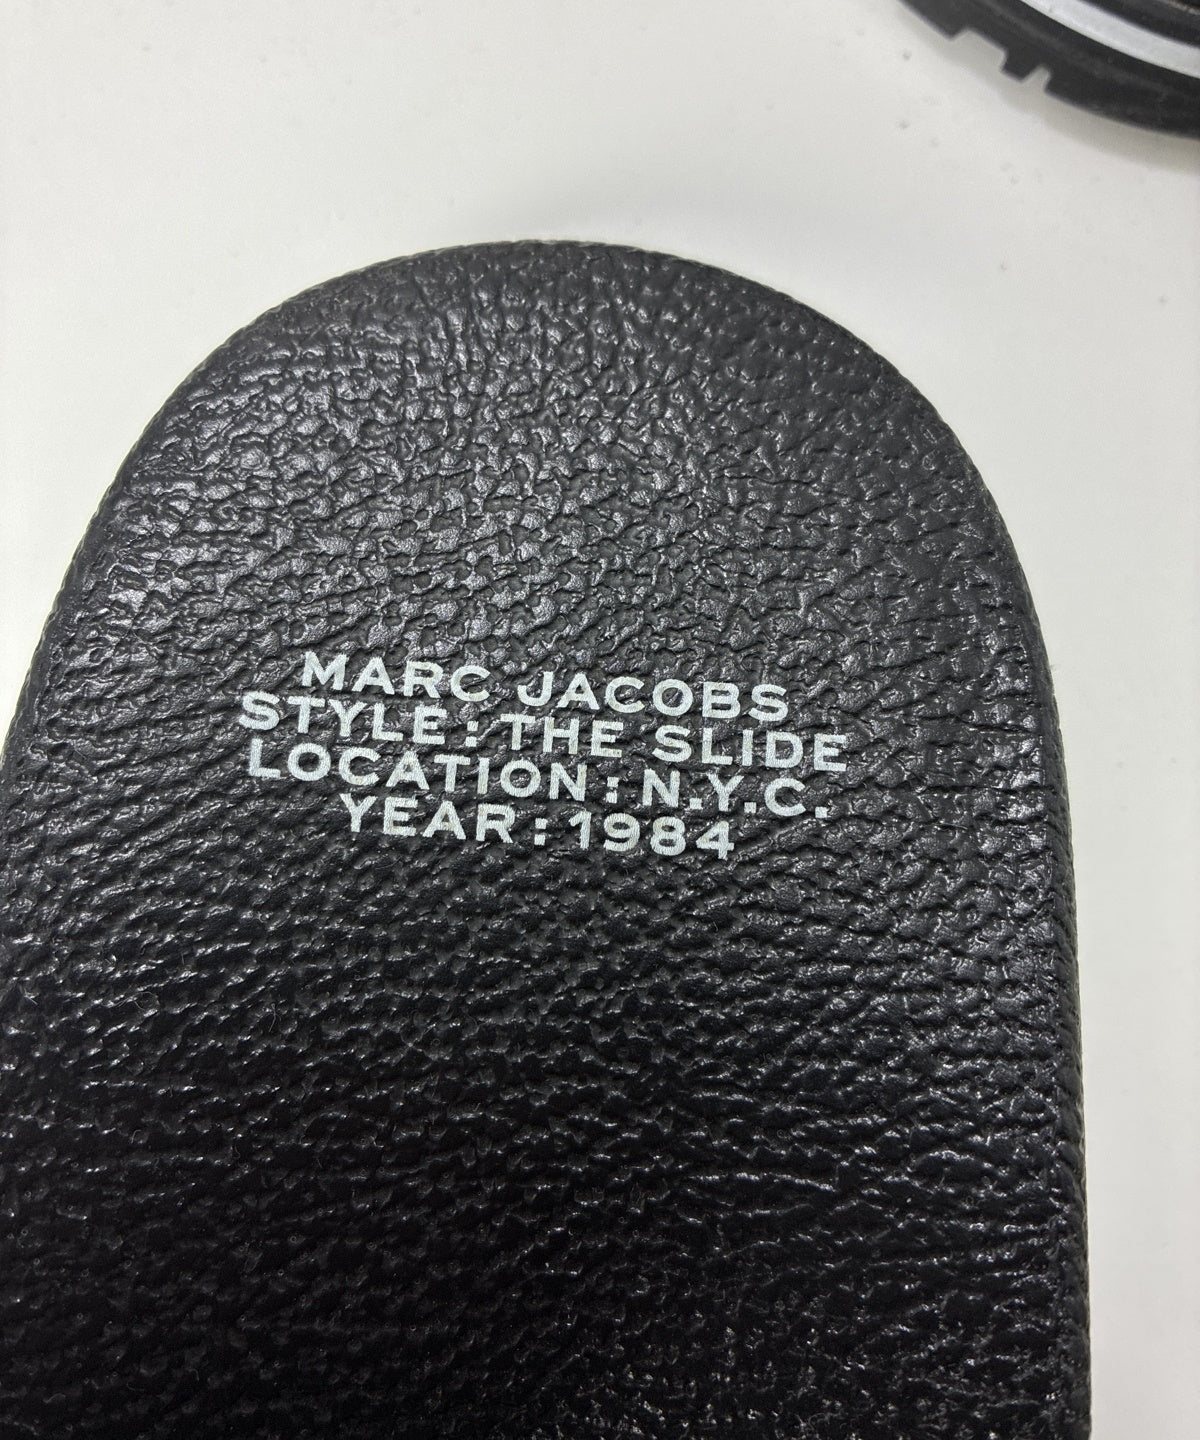 MARC JACOBS
STYLE: THE SLIDE
LOCATION: N.Y.C.
YEAR: 1984